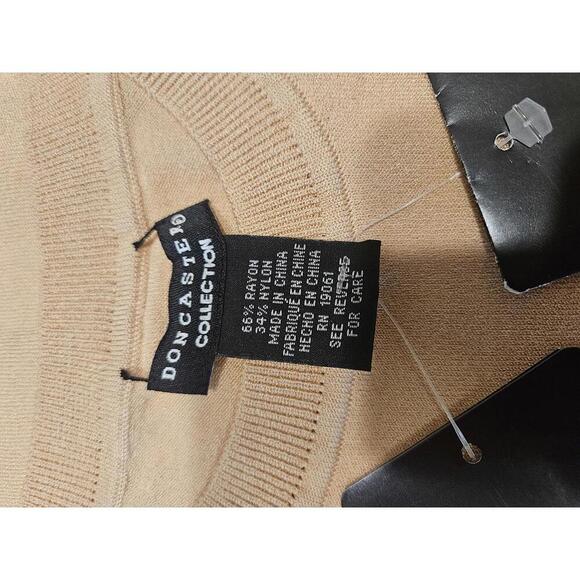 DONCASTER
COLLECTION
66% RAYON
34% NYLON
MADE IN CHINA
FABRIQUÉ EN CHINE
HECHO EN CHINA
RN 19061
SEE REVERSE
FOR CARE